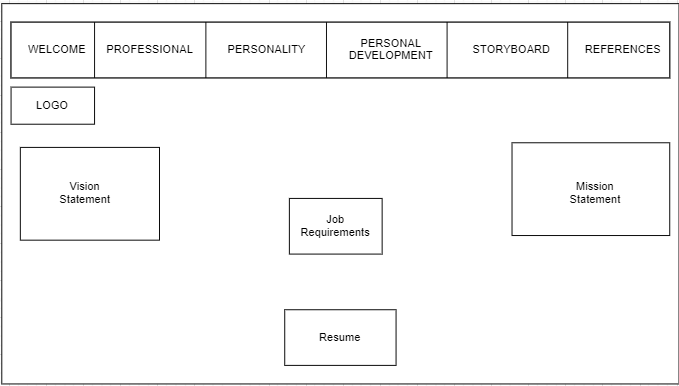 WELCOME
PROFESSIONAL
PERSONALITY
PERSONAL
DEVELOPMENT
STORYBOARD
REFERENCES
LOGO
Vision
Statement
Mission
Statement
Job
Requirements
Resume